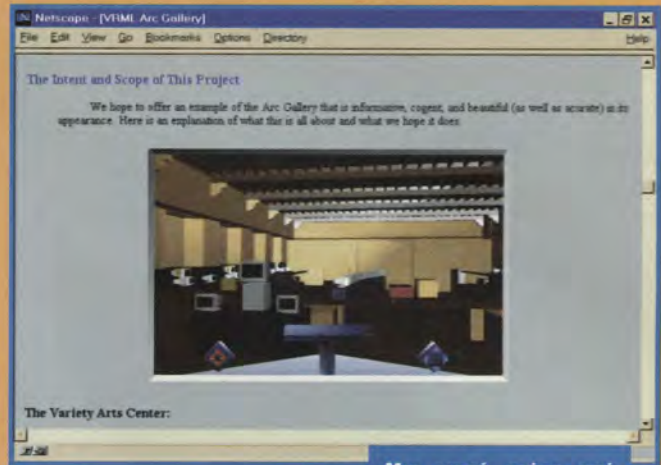 Netscape - [VRML Arc Gallery]
File Edit View Go Bookmarks Options Directory Help
The Intent and Scope of This Project
We hope to offer an example of the Arc Gallery that is informative, cogent, and beautiful (as well as acurate) in its
appearance. Here is an explanation of what this is all about and what we hope it does.
The Variety Arts Center: